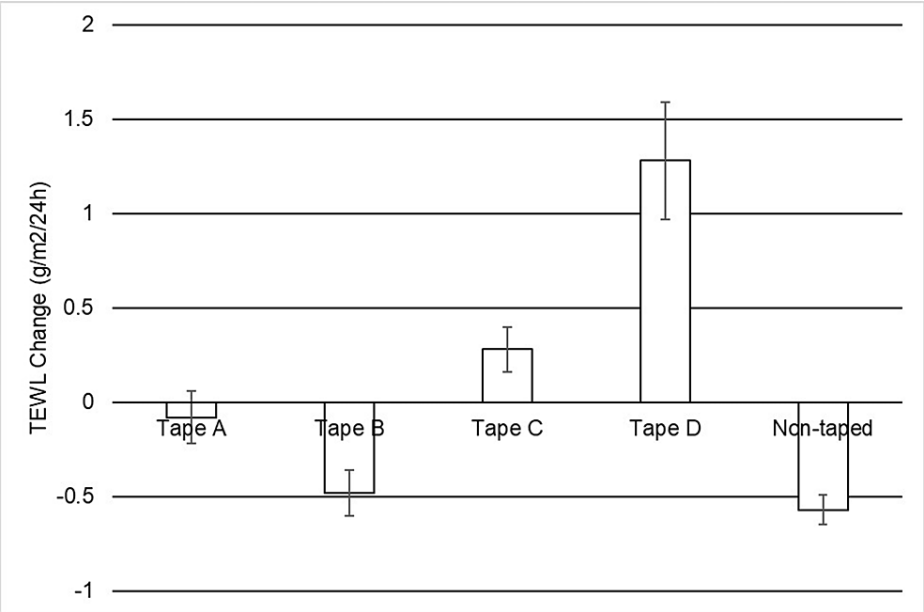 2
1.5
1
0.5
0
-0.5
-1
TEWL Change (g/m2/24h)
Tape A
Tape B
Tape C
Tape D
Non-taped